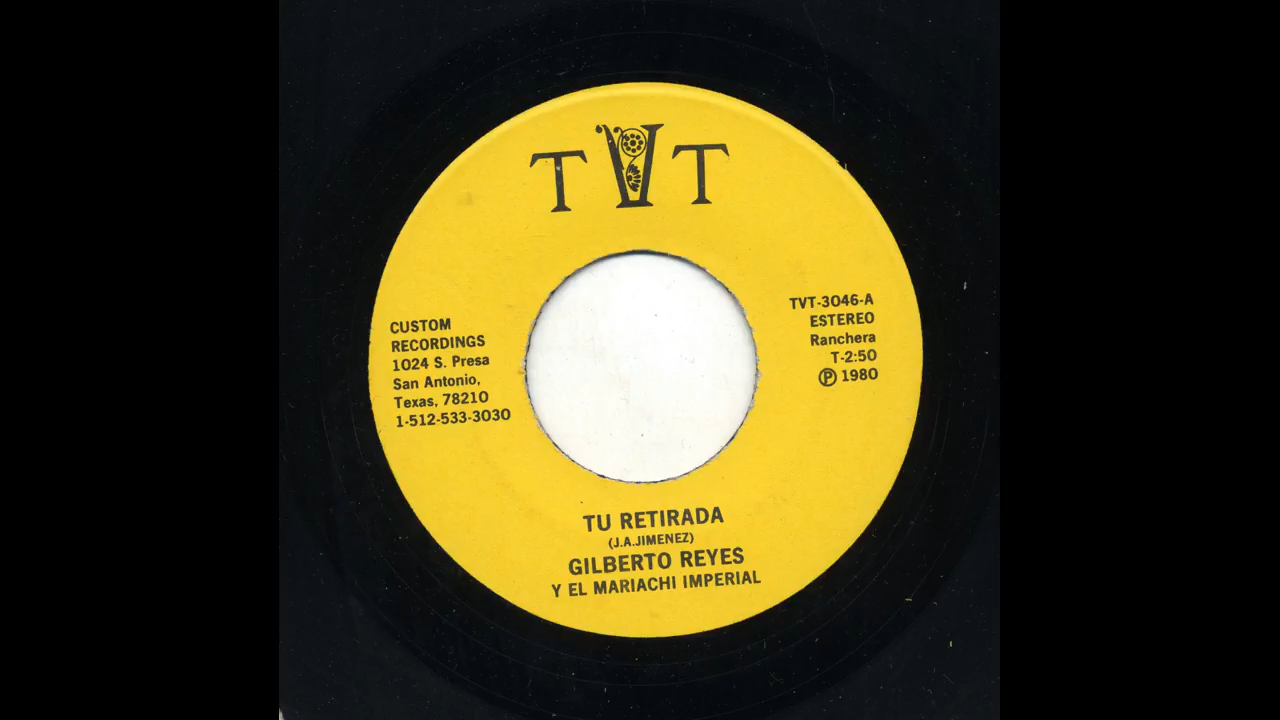 TVT
CUSTOM
RECORDINGS
1024 S. Presa
San Antonio,
Texas, 78210
1-512-533-3030
TVT-3046-A
ESTEREO
Ranchera
T-2:50
Ⓟ 1980
TU RETIRADA
(J.A.JIMENEZ)
GILBERTO REYES
Y EL MARIACHI IMPERIAL